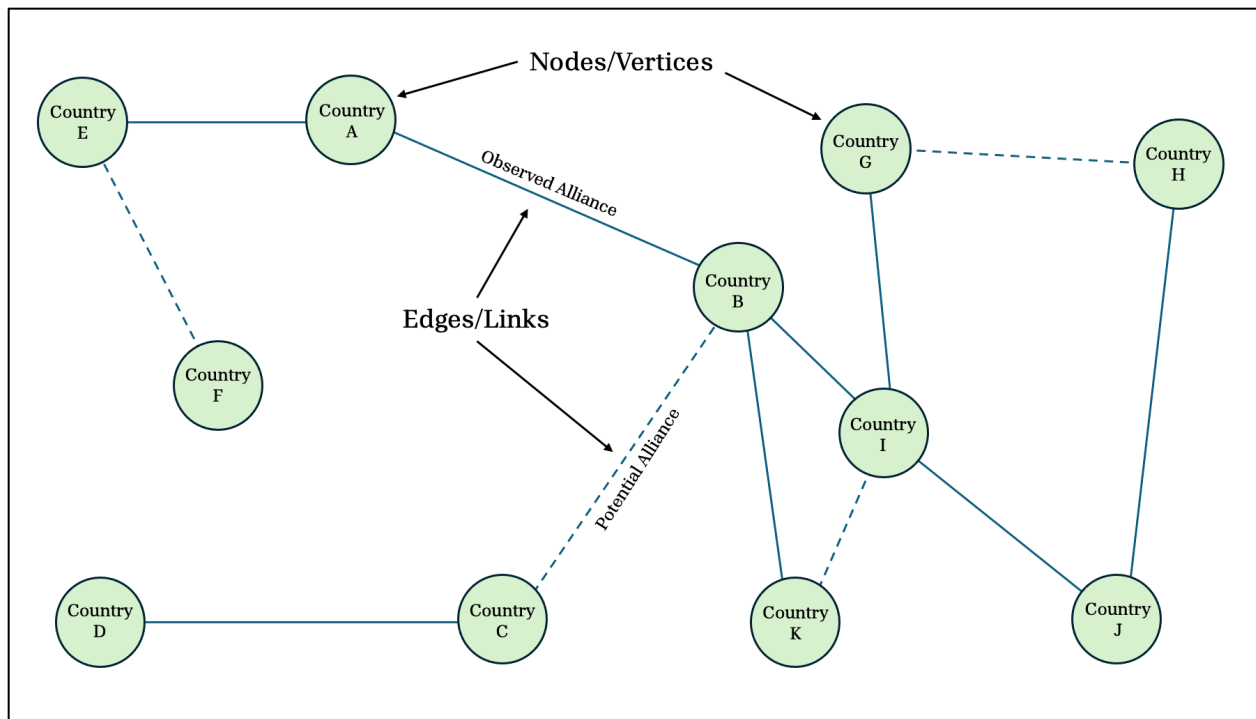 Nodes/Vertices
Country
E
Country
A
Country
G
Country
H
Observed Alliance
Country
B
Edges/Links
Country
F
Country
I
Potential Alliance
Country
D
Country
C
Country
K
Country
J